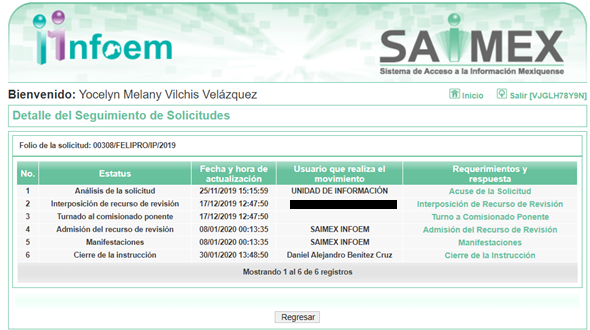 infoem
SAIMEX
Sistema de Acceso a la Información Mexiquense
Bienvenido: Yocelyn Melany Vilchis Velázquez Inicio Salir [VJGLH78Y9N]
Detalle del Seguimiento de Solicitudes
Folio de la solicitud: 00308/FELIPRO/IP/2019
No. Estatus Fecha y hora de actualización Usuario que realiza el movimiento Requerimientos y respuesta
1 Análisis de la solicitud 25/11/2019 15:15:59 UNIDAD DE INFORMACIÓN Acuse de la Solicitud
2 Interposición de recurso de revisión 17/12/2019 12:47:50 Interposición de Recurso de Revisión
3 Turnado al comisionado ponente 17/12/2019 12:47:50 Turno a Comisionado Ponente
4 Admisión del recurso de revisión 08/01/2020 00:13:35 SAIMEX INFOEM Admisión del Recurso de Revisión
5 Manifestaciones 08/01/2020 00:13:35 SAIMEX INFOEM Manifestaciones
6 Cierre de la instrucción 30/01/2020 13:48:50 Daniel Alejandro Benítez Cruz Cierre de la Instrucción
Mostrando 1 al 6 de 6 registros
Regresar